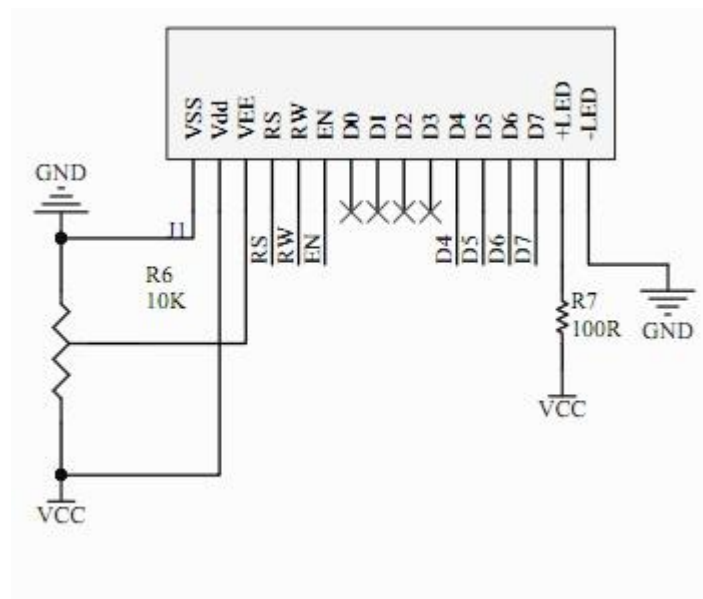 VSS
Vdd
VEE
RS
RW
EN
D0
D1
D2
D3
D4
D5
D6
D7
+LED
-LED
GND
J1
RS
RW
EN
D4
D5
D6
D7
R6
10K
R7
100R
GND
VCC
VCC